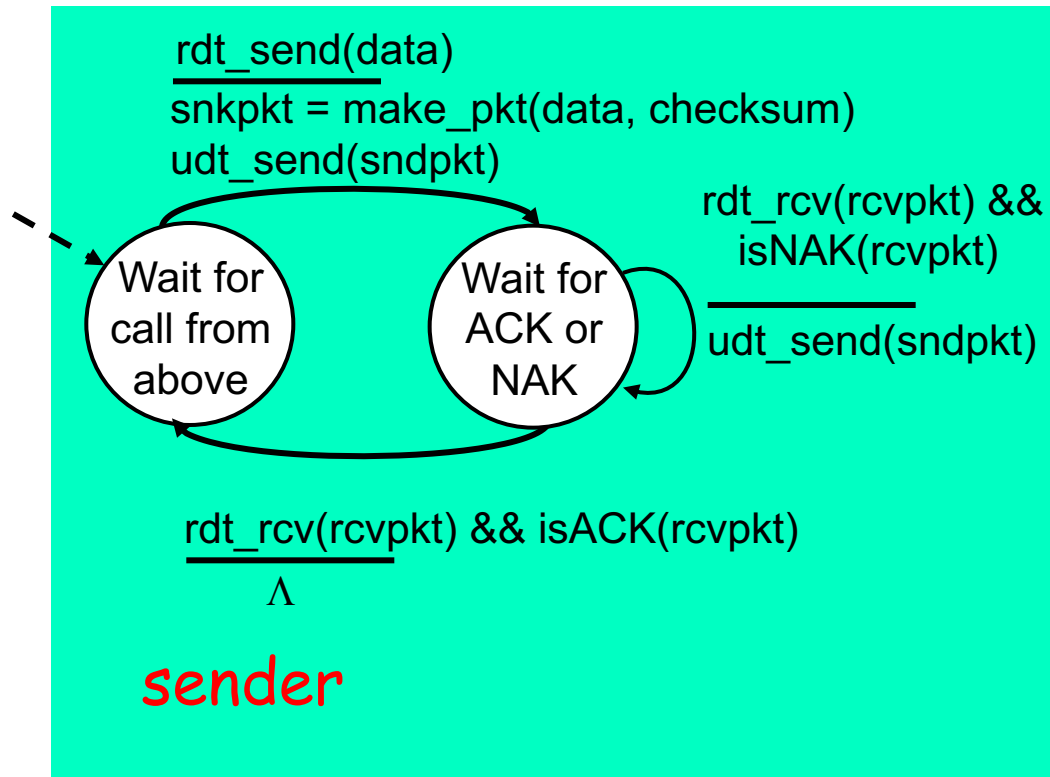 rdt_send(data)
snkpkt = make_pkt(data, checksum)
udt_send(sndpkt)
rdt_rcv(rcvpkt) &&
isNAK(rcvpkt)
udt_send(sndpkt)
Wait for
call from
above
Wait for
ACK or
NAK
rdt_rcv(rcvpkt) && isACK(rcvpkt)
Λ
sender